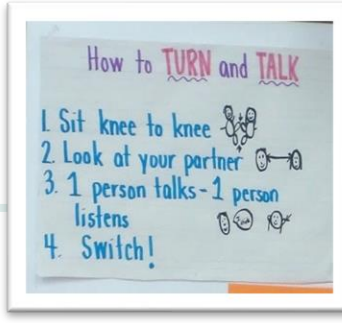 How to TURN and TALK
1. Sit knee to knee
2. Look at your partner
3. 1 person talks - 1 person
listens
4. Switch!